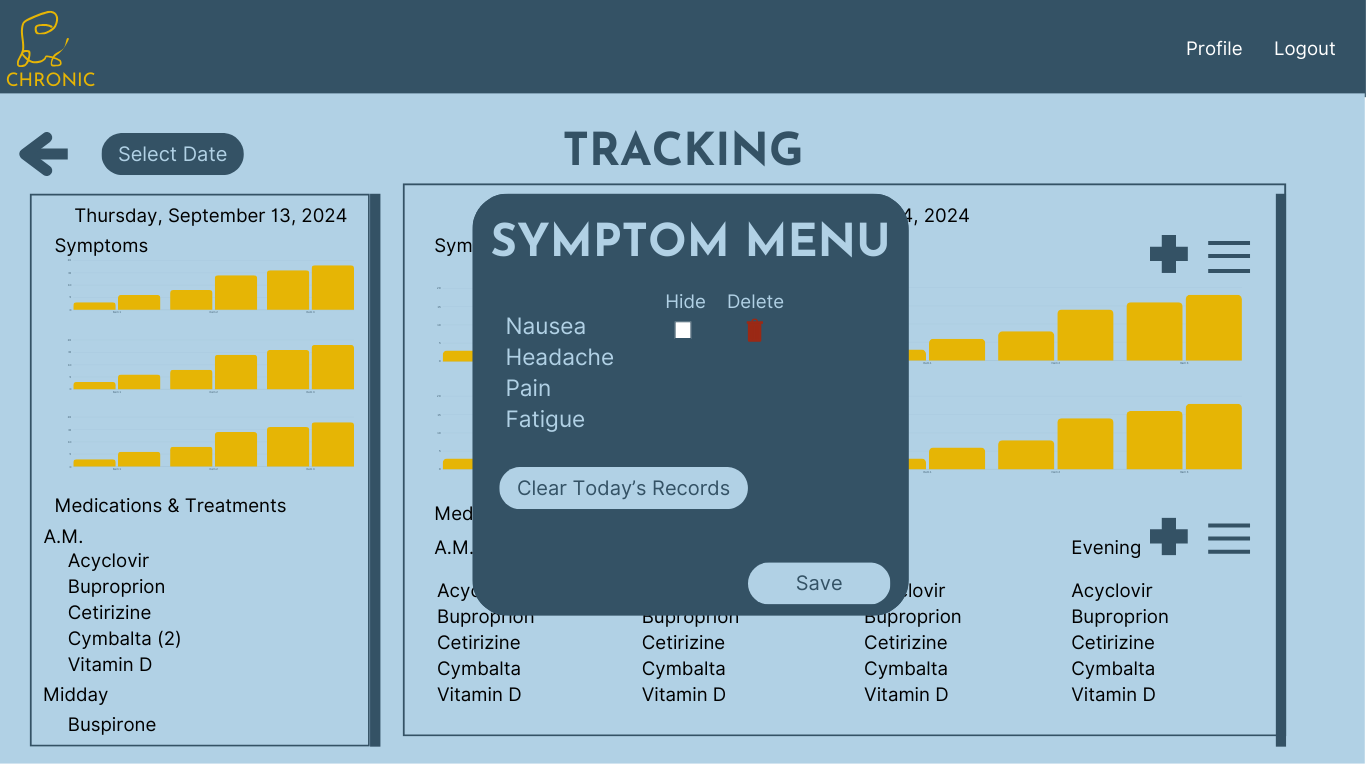 CHRONIC
Profile
Logout
Select Date
TRACKING
Thursday, September 13, 2024
Symptoms
Medications & Treatments
A.M.
Acyclovir
Buproprion
Cetirizine
Cymbalta (2)
Vitamin D
Midday
Buspirone
4, 2024
Sym
SYMPTOM MENU
Hide Delete
Nausea
Headache
Pain
Fatigue
Clear Today’s Records
Save
Med
A.M.
Evening
Acyc lovir Acyclovir
Buproprion Buproprion Buproprion Buproprion
Cetirizine Cetirizine Cetirizine Cetirizine
Cymbalta Cymbalta Cymbalta Cymbalta
Vitamin D Vitamin D Vitamin D Vitamin D